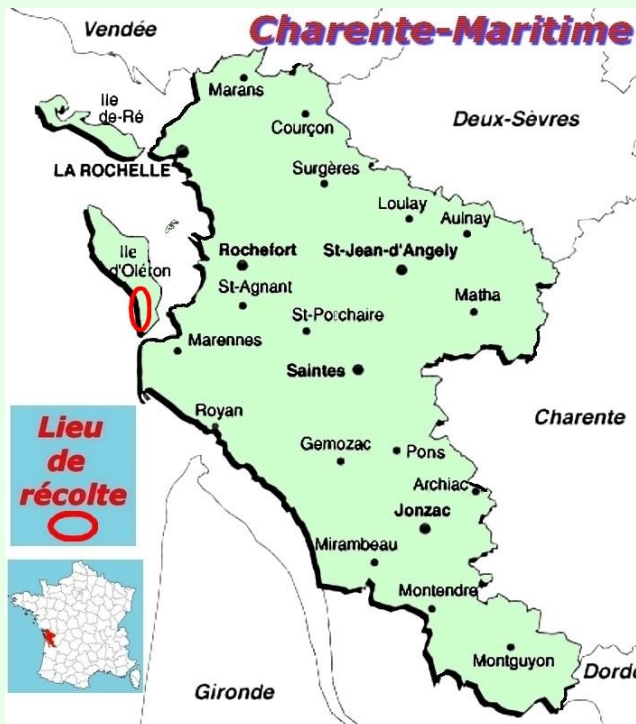 Charente-Maritime
Vendée
Marans
Ile
de-Ré
Courçon
Deux-Sèvres
LA ROCHELLE
Surgères
Loulay
Aulnay
Ile
d'Oléron
Rochefort
St-Jean-d'Angely
St-Agnant
Matha
St-Porchaire
Marennes
Saintes
Royan
Charente
Lieu
de
récolte
Gemozac
Pons
Archiac
Jonzac
Mirambeau
Montendre
Montguyon
Dordo
Gironde